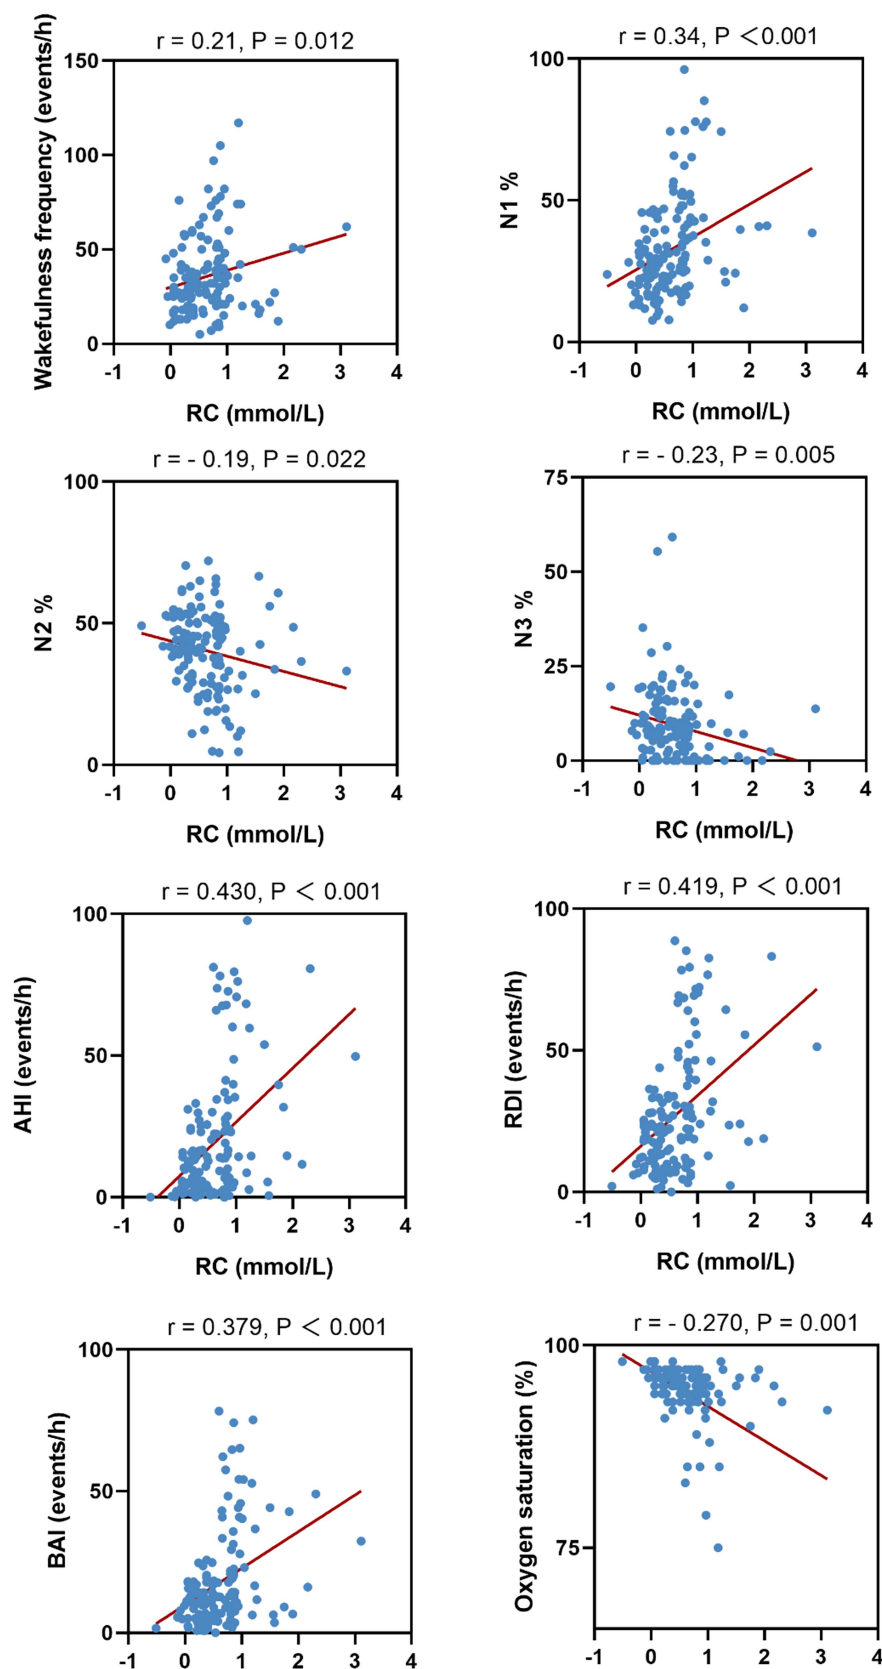 r = 0.21, P = 0.012
Wakefulness frequency (events/h)
150
100
50
0
-1 0 1 2 3 4
RC (mmol/L)
r = 0.34, P <0.001
N1 %
100
50
0
-1 0 1 2 3 4
RC (mmol/L)
r = - 0.19, P = 0.022
N2 %
100
50
0
-1 0 1 2 3 4
RC (mmol/L)
r = - 0.23, P = 0.005
N3 %
75
50
25
0
-1 0 1 2 3 4
RC (mmol/L)
r = 0.430, P < 0.001
AHI (events/h)
100
50
0
-1 0 1 2 3 4
RC (mmol/L)
r = 0.419, P < 0.001
RDI (events/h)
100
50
0
-1 0 1 2 3 4
RC (mmol/L)
r = 0.379, P < 0.001
BAI (events/h)
100
50
0
-1 0 1 2 3 4
r = - 0.270, P = 0.001
Oxygen saturation (%)
100
75
-1 0 1 2 3 4